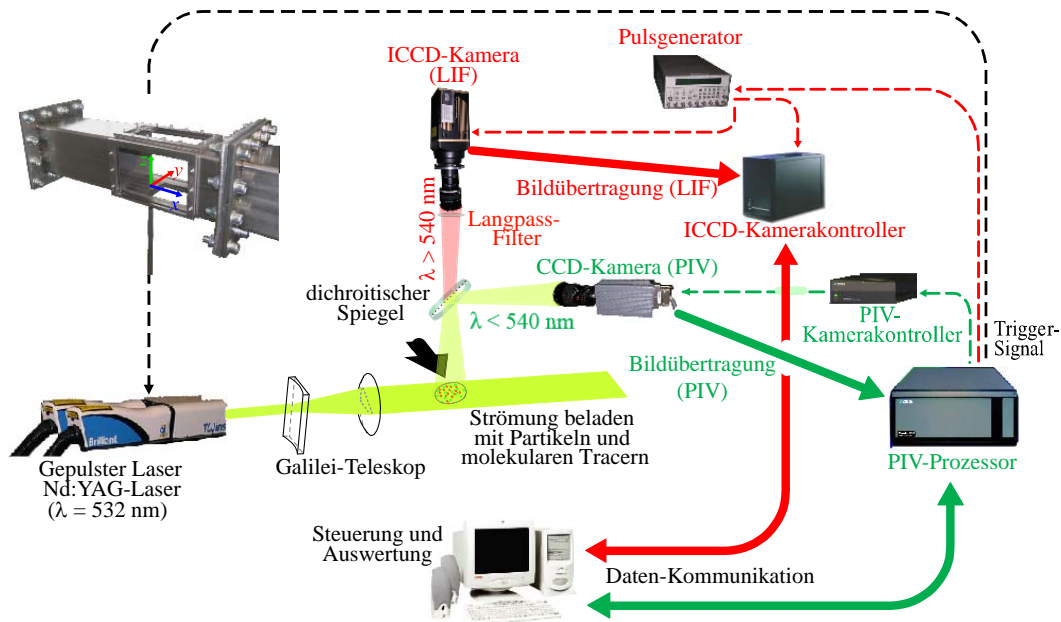 Pulsgenerator
ICCD-Kamera
(LIF)
Bildübertragung (LIF)
Langpass-
Filter
λ > 540 nm
ICCD-Kamerakontroller
y
x
CCD-Kamera (PIV)
dichroitischer
Spiegel
λ < 540 nm
PIV-
Kamerakontroller
Trigger-
Signal
Bildübertragung
(PIV)
Brilliant
Strömung beladen
mit Partikeln und
molekularen Tracern
Galilei-Teleskop
PIV-Prozessor
Gepulster Laser
Nd:YAG-Laser
(λ = 532 nm)
Steuerung und
Auswertung
Daten-Kommunikation